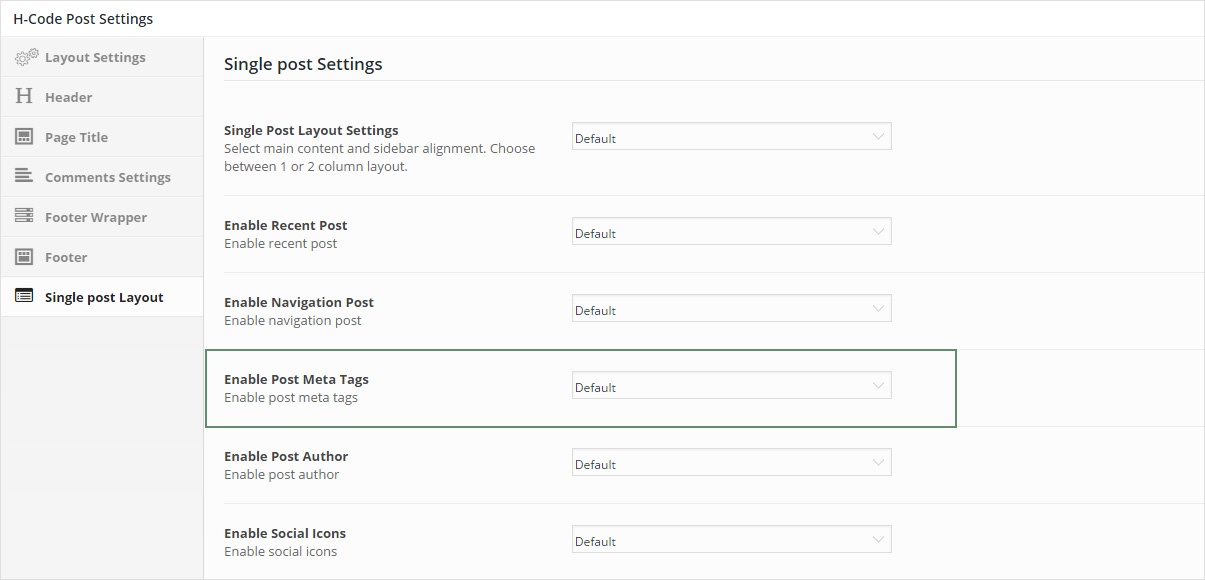 H-Code Post Settings
Layout Settings
Header
Page Title
Comments Settings
Footer Wrapper
Footer
Single post Layout
Single post Settings
Single Post Layout Settings
Select main content and sidebar alignment. Choose
between 1 or 2 column layout.
Default
Enable Recent Post
Enable recent post
Default
Enable Navigation Post
Enable navigation post
Default
Enable Post Meta Tags
Enable post meta tags
Default
Enable Post Author
Enable post author
Default
Enable Social Icons
Enable social icons
Default